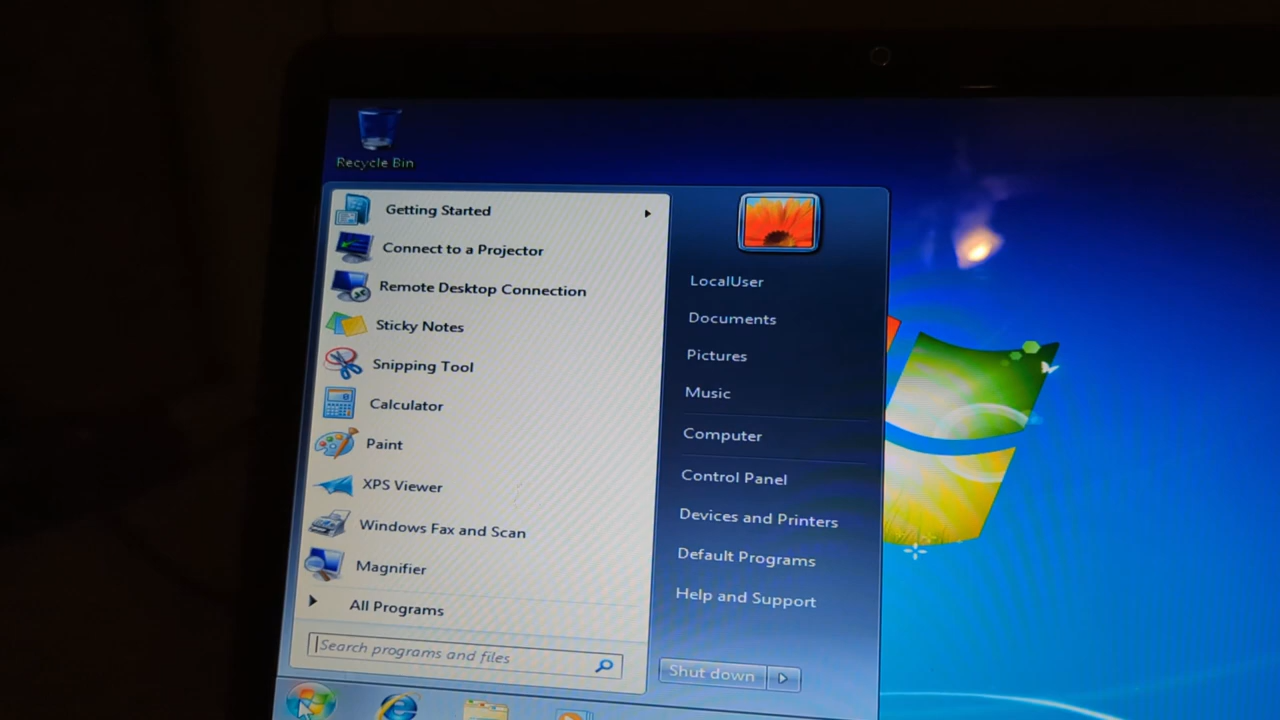 Recycle Bin
Getting Started
Connect to a Projector
Remote Desktop Connection
Sticky Notes
Snipping Tool
Calculator
Paint
XPS Viewer
Windows Fax and Scan
Magnifier
All Programs
Search programs and files
LocalUser
Documents
Pictures
Music
Computer
Control Panel
Devices and Printers
Default Programs
Help and Support
Shut down